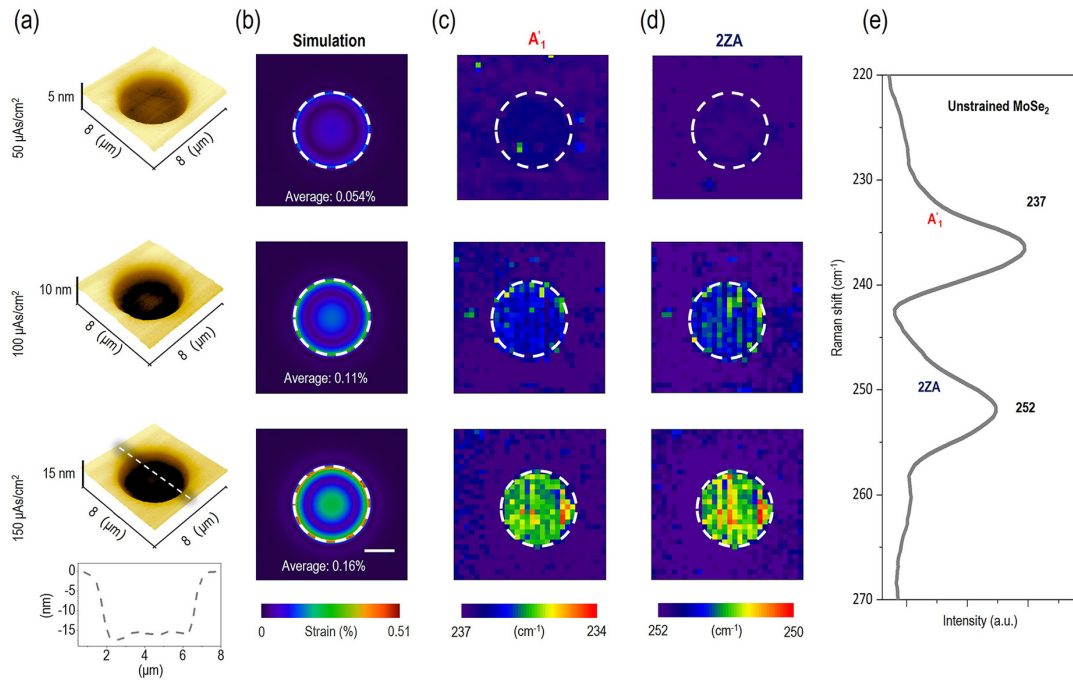 (a)
(b)
(c)
(d)
(e)
Simulation
A′1
2ZA
50 μAs/cm2
5 nm
8 (μm)
8 (μm)
Average: 0.054%
100 μAs/cm2
10 nm
8 (μm)
8 (μm)
Average: 0.11%
150 μAs/cm2
15 nm
8 (μm)
8 (μm)
Average: 0.16%
0
-5
-10
-15
(nm)
2
4
6
8
(μm)
0
Strain (%)
0.51
237
(cm-1)
234
252
(cm-1)
250
220
230
240
250
260
270
Raman shift (cm-1)
Unstrained MoSe2
237
A′1
2ZA
252
Intensity (a.u.)